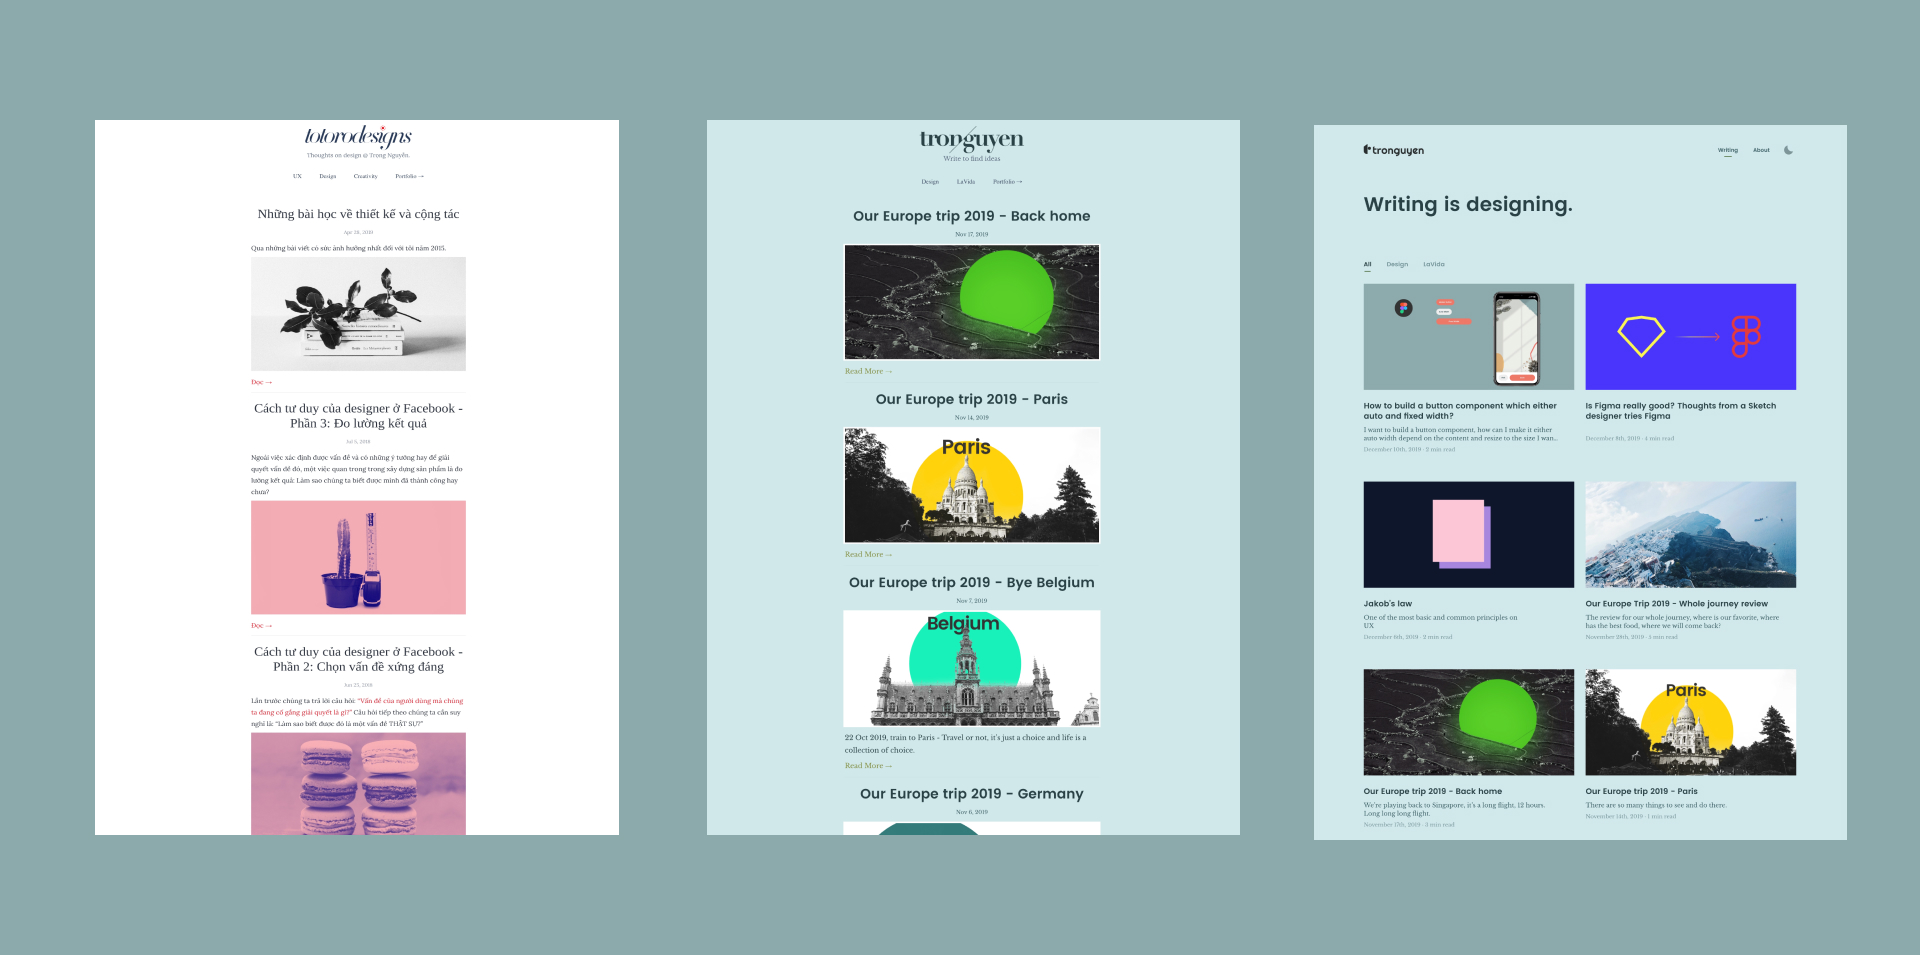 totorodesigns
Thoughts on design @ Trọng Nguyễn.
UX Design Creativity Portfolio →
Những bài học về thiết kế và cộng tác
Apr 28, 2019
Qua những bài viết có sức ảnh hưởng nhất đối với tôi năm 2015.
Đọc →
Cách tư duy của designer ở Facebook -
Phần 3: Đo lường kết quả
Jul 5, 2018
Ngoài việc xác định được vấn đề và có những ý tưởng hay để giải
quyết vấn đề đó, một việc quan trọng trong xây dựng sản phẩm là đo
lường kết quả: Làm sao chúng ta biết được mình đã thành công hay
chưa?
Đọc →
Cách tư duy của designer ở Facebook -
Phần 2: Chọn vấn đề xứng đáng
Jun 25, 2018
Lần trước chúng ta trả lời câu hỏi: “Vấn đề của người dùng mà chúng
ta đang cố gắng giải quyết là gì?” Câu hỏi tiếp theo chúng ta cần suy
nghĩ là: “Làm sao biết được đó là một vấn đề THẬT SỰ?”
tronguyen
Write to find ideas
Design LaVida Portfolio →
Our Europe trip 2019 - Back home
Nov 17, 2019
Read More →
Our Europe trip 2019 - Paris
Nov 14, 2019
Paris
Read More →
Our Europe trip 2019 - Bye Belgium
Nov 7, 2019
Belgium
22 Oct 2019, train to Paris - Travel or not, it's just a choice and life is a
collection of choice.
Read More →
Our Europe trip 2019 - Germany
Nov 6, 2019
tronguyen
Writing About
Writing is designing.
All Design LaVida
How to build a button component which either
auto and fixed width?
I want to build a button component, how can I make it either
auto width depend on the content and resize to the size I wan...
December 10th, 2019 · 2 min read
Is Figma really good? Thoughts from a Sketch
designer tries Figma
December 8th, 2019 · 4 min read
Jakob's law
One of the most basic and common principles on
UX
December 6th, 2019 · 2 min read
Our Europe Trip 2019 - Whole journey review
The review for our whole journey, where is our favorite, where
has the best food, where we will come back?
November 28th, 2019 · 5 min read
Our Europe trip 2019 - Back home
We're playing back to Singapore, it's a long flight, 12 hours.
Long long long flight.
November 17th, 2019 · 3 min read
Paris
Our Europe trip 2019 - Paris
There are so many things to see and do there.
November 14th, 2019 · 1 min read